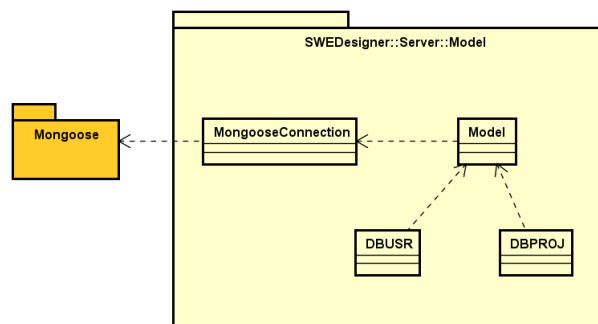 SWEDesigner::Server::Model
Mongoose
MongooseConnection
Model
DBUSR
DBPROJ